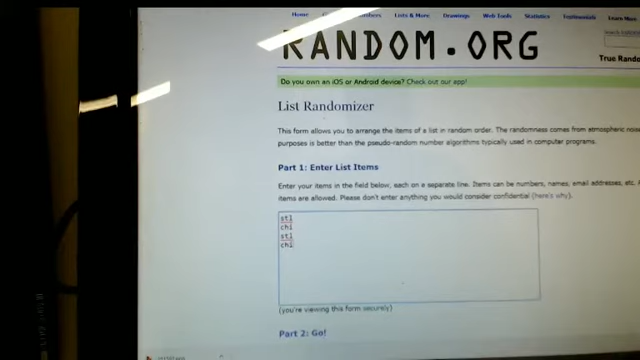 Home
Lists & More Drawings Web Tools Statistics Testimonials Learn More
RANDOM.ORG
True Rando
Do you own an iOS or Android device? Check out our app!
List Randomizer
This form allows you to arrange the items of a list in random order. The randomness comes from atmospheric noise
purposes is better than the pseudo-random number algorithms typically used in computer programs.
Part 1: Enter List Items
Enter your items in the field below, each on a separate line. Items can be numbers, names, email addresses, etc.
items are allowed. Please don't enter anything you would consider confidential (here's why).
stl
chi
stl
chi
(you're viewing this form securely)
Part 2: Go!